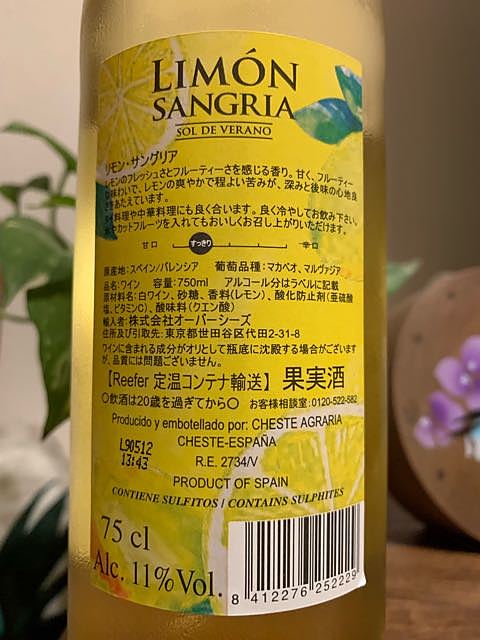 LIMÓN
SANGRIA
SOL DE VERANO
リモン・サングリア
レモンのフレッシュさとフルーティーさを感じる香り。甘く、フルーティー
な味わいで、レモンの爽やかで程よい苦みが、深みと後味の心地良
さをあたえています。
料理や中華料理にも良く合います。良く冷やしてお飲み下さい。
やカットフルーツを入れてもおいしくお召し上がりいただけます。
甘口 すっきり 辛口
原産地:スペイン/バレンシア 葡萄品種:マカベオ、マルヴァジア
品名:ワイン 容量:750ml アルコール分はラベルに記載
原材料名:白ワイン、砂糖、香料(レモン)、酸化防止剤(亜硫酸
塩、ビタミンC)、酸味料(クエン酸)
輸入者:株式会社オーバーシーズ
住所及び引取先:東京都世田谷区代田2-31-8
ワインに含まれる成分がオリとして瓶底に沈殿する場合がございます
が、品質には問題ございません。
【Reefer 定温コンテナ輸送】 果実酒
〇飲酒は20歳を過ぎてから〇 お客様相談室:0120-522-582
Producido y embotellado por: CHESTE AGRARIA
CHESTE-ESPAÑA
L90512
13:43
R.E. 2734/V
PRODUCT OF SPAIN
CONTIENE SULFITOS / CONTAINS SULPHITES
75 cl
Alc. 11% Vol.
8 412276 252229